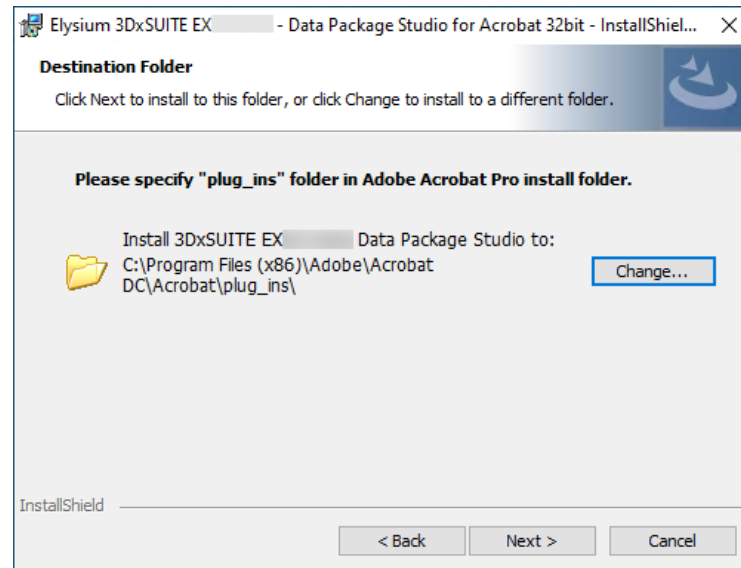 Elysium 3DxSUITE EX - Data Package Studio for Acrobat 32bit - InstallShiel...
Destination Folder
Click Next to install to this folder, or click Change to install to a different folder.
Please specify "plug_ins" folder in Adobe Acrobat Pro install folder.
Install 3DxSUITE EX Data Package Studio to:
C:\Program Files (x86)\Adobe\Acrobat
DC\Acrobat\plug_ins\
Change...
InstallShield
< Back
Next >
Cancel